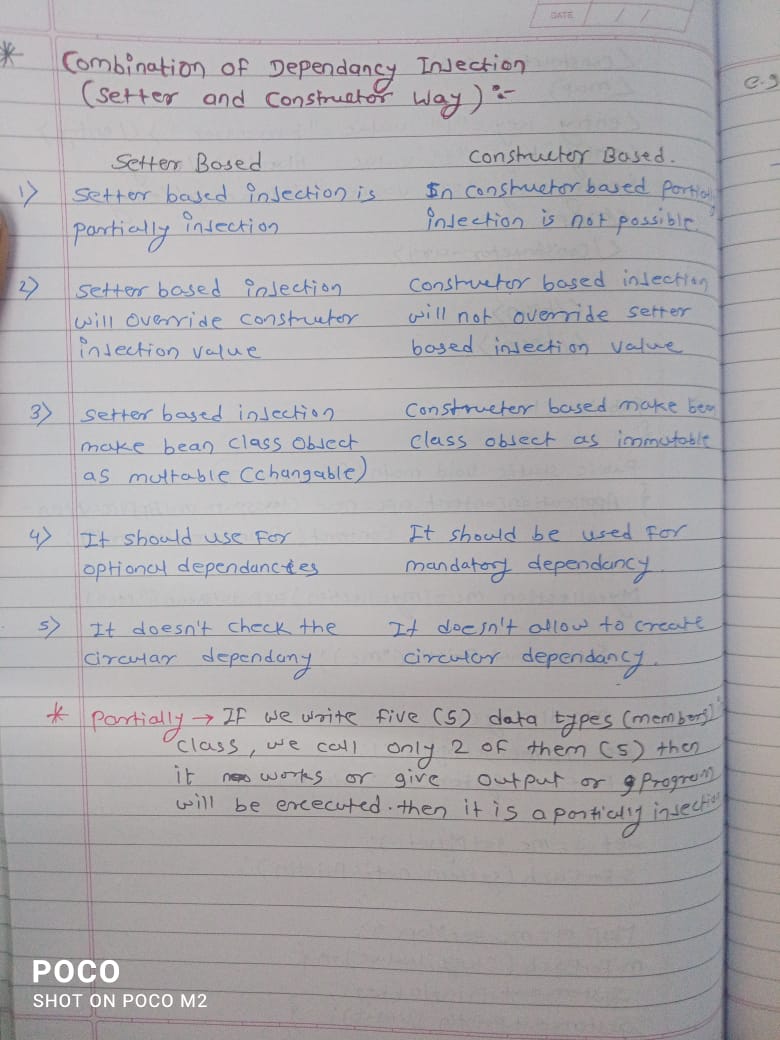 DATE
* Combination of Dependancy Injection
(Setter and Constructor Way) :-
e.g
Setter Based Constructor Based.
1) Setter based injection is In constructor based Partial
partially injection injection is not possible.
2) Setter based injection Constructor based injection
will override constructor will not override setter
injection value based injection value
3) Setter based injection Constructor based make bean
make bean class object class object as immutable
as muttable (changable)
4) It should use for It should be used for
optional dependancies mandatory dependancy.
5) It doesn't check the It doesn't allow to create
circular dependany circular dependancy.
* Partially → If we write five (5) data types (members)
class, we call only 2 of them (5) then
it works or give output or program
will be excecuted. then it is a partially injection
POCO
SHOT ON POCO M2